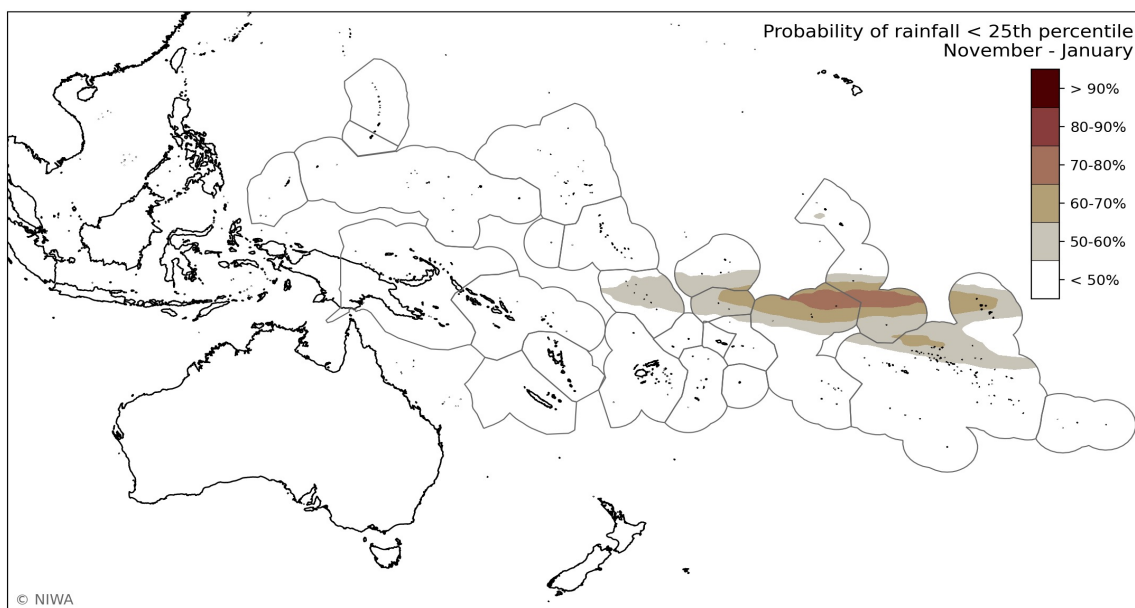 Probability of rainfall < 25th percentile
November - January
> 90%
80-90%
70-80%
60-70%
50-60%
< 50%
© NIWA